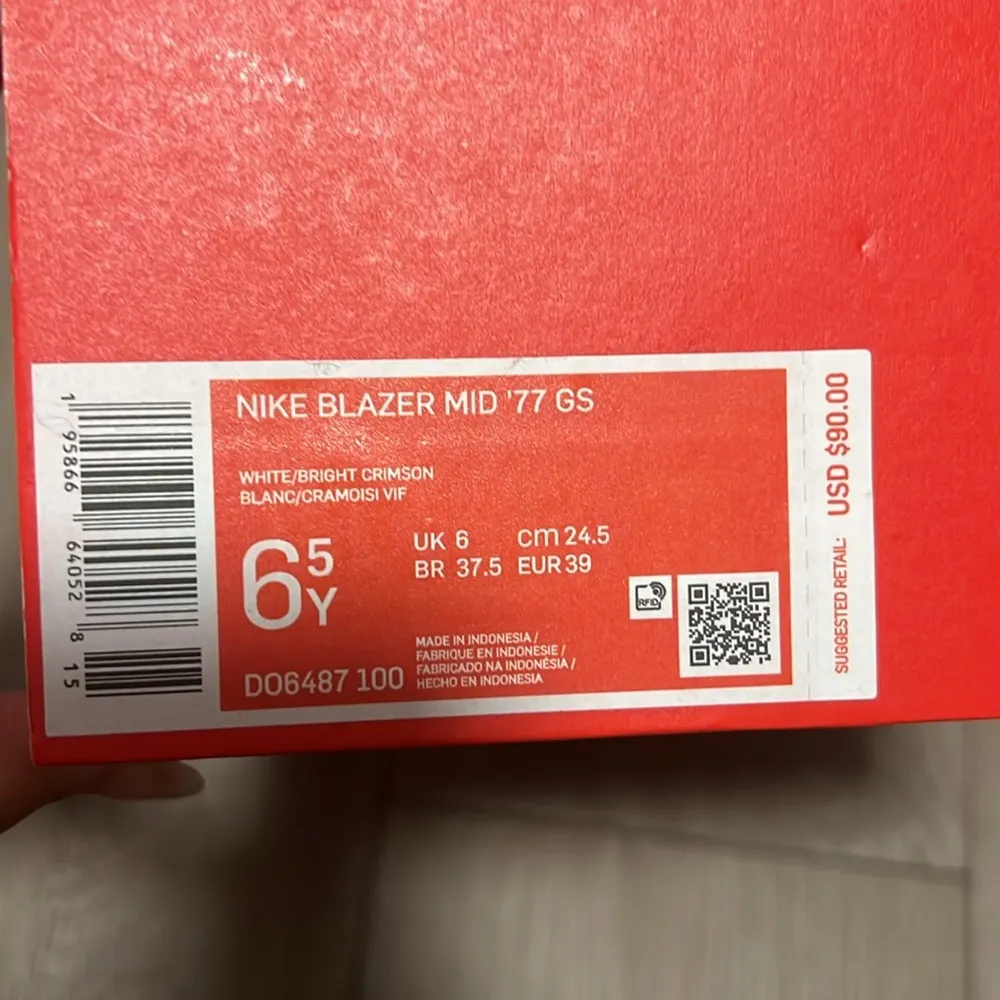 NIKE BLAZER MID '77 GS
WHITE/BRIGHT CRIMSON
BLANC/CRAMOISI VIF
6 5 Y
UK 6 cm 24.5
BR 37.5 EUR 39
RFID
MADE IN INDONESIA /
FABRIQUE EN INDONESIE /
FABRICADO NA INDONÉSIA /
HECHO EN INDONESIA
DO6487 100
1 95866 64052 8 15
SUGGESTED RETAIL: USD $90.00